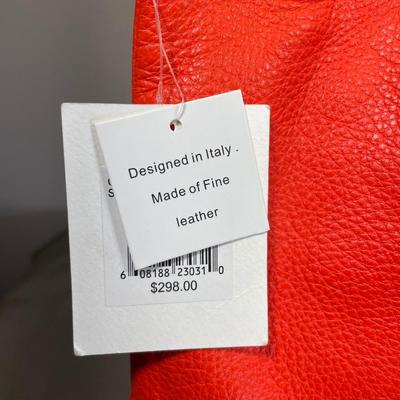 Designed in Italy .
Made of Fine
leather
6 08188 23031 0
$298.00